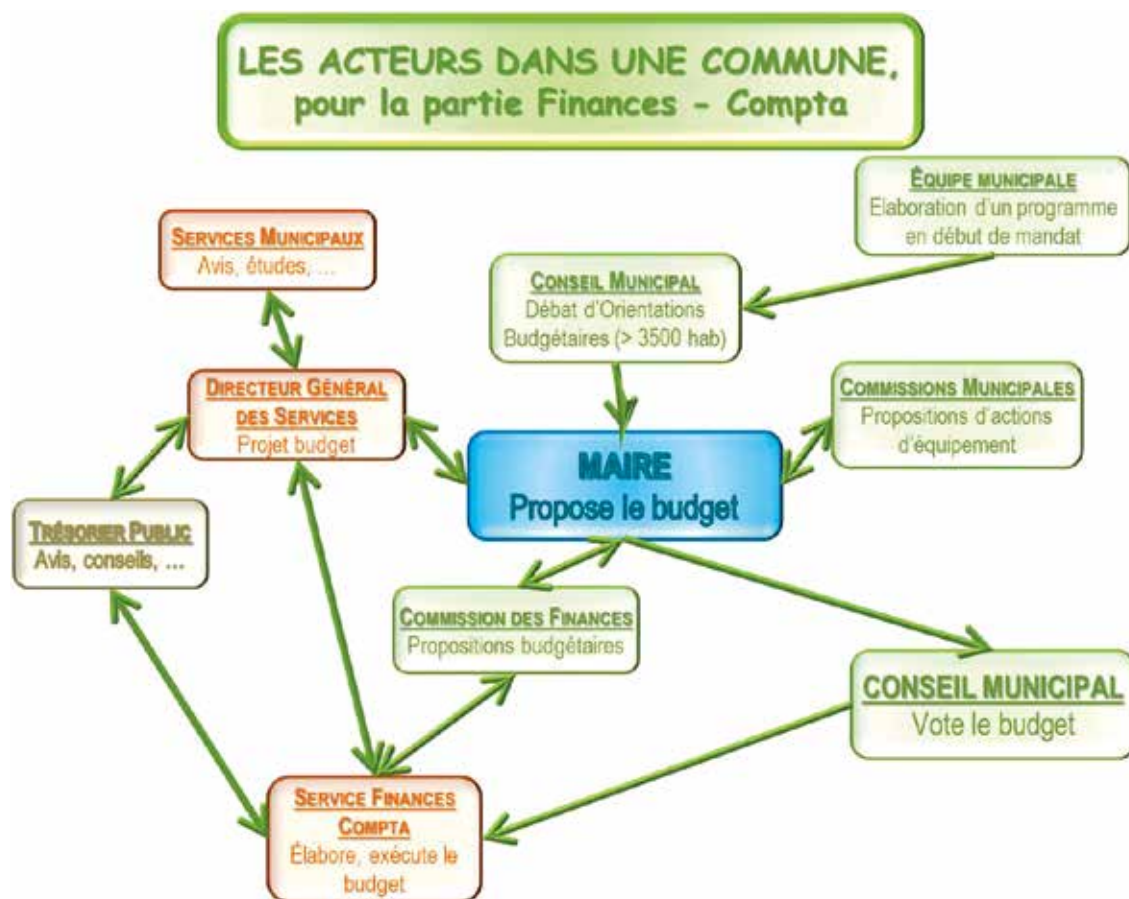 LES ACTEURS DANS UNE COMMUNE,
pour la partie Finances - Compta
ÉQUIPE MUNICIPALE
Elaboration d'un programme
en début de mandat
SERVICES MUNICIPAUX
Avis, études, ...
CONSEIL MUNICIPAL
Débat d'Orientations
Budgétaires (> 3500 hab)
DIRECTEUR GÉNÉRAL
DES SERVICES
Projet budget
COMMISSIONS MUNICIPALES
Propositions d'actions
d'équipement
MAIRE
Propose le budget
TRÉSORIER PUBLIC
Avis, conseils, ...
COMMISSION DES FINANCES
Propositions budgétaires
CONSEIL MUNICIPAL
Vote le budget
SERVICE FINANCES
COMPTA
Élabore, exécute le
budget